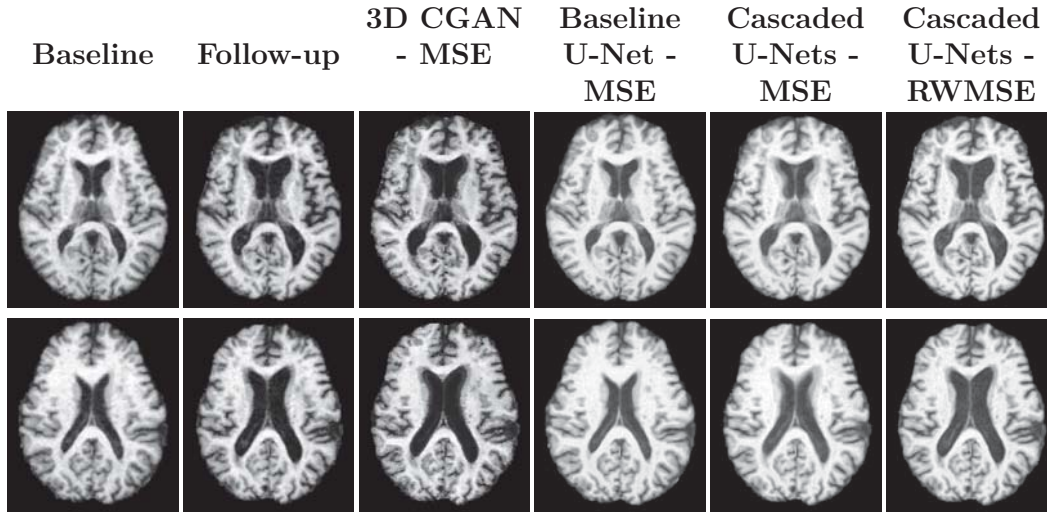 Baseline
Follow-up
3D CGAN
- MSE
Baseline
U-Net -
MSE
Cascaded
U-Nets -
MSE
Cascaded
U-Nets -
RWMSE